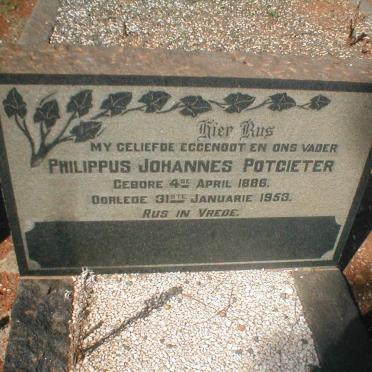 Hier Rus
MY GELIEFDE EGGENOOT EN ONS VADER
PHILIPPUS JOHANNES POTGIETER
GEBORE 4DE APRIL 1886.
OORLEDE 31STE JANUARIE 1953.
RUS IN VREDE.